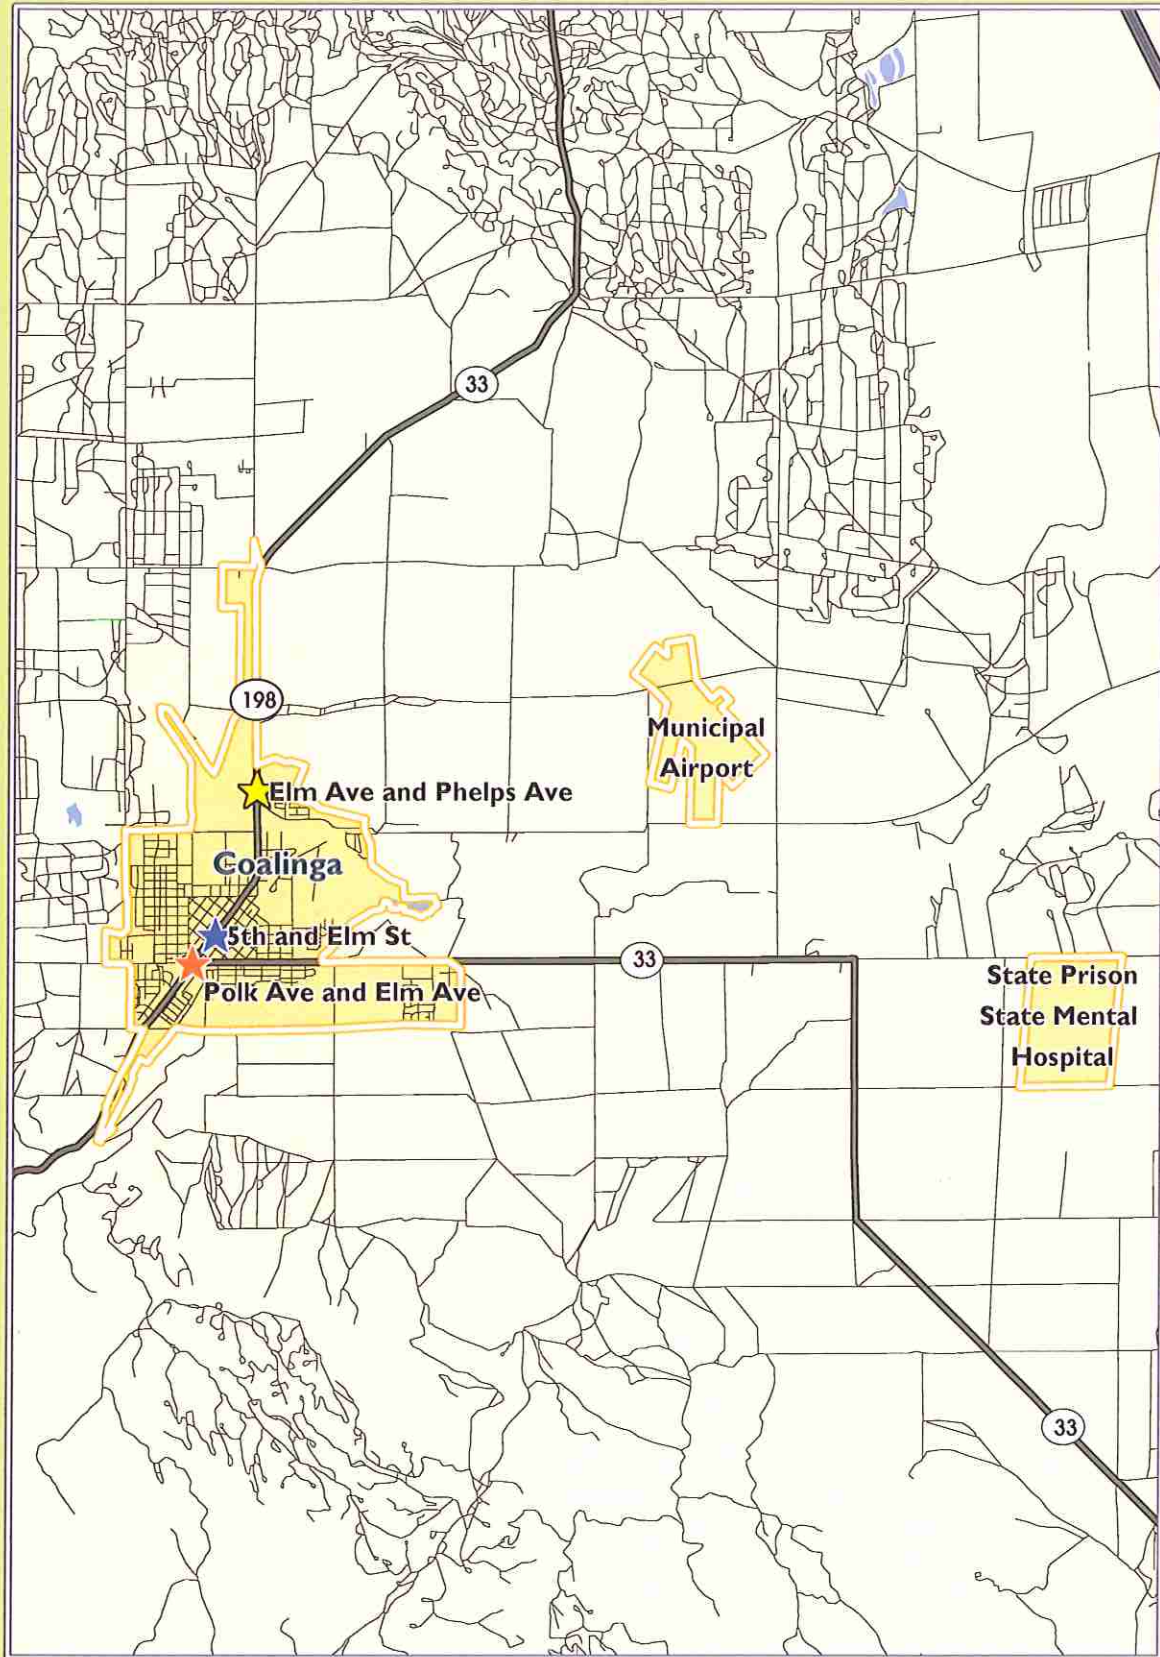 33
198
Municipal
Airport
Elm Ave and Phelps Ave
Coalinga
5th and Elm St
33
State Prison
Polk Ave and Elm Ave
State Mental
Hospital
33